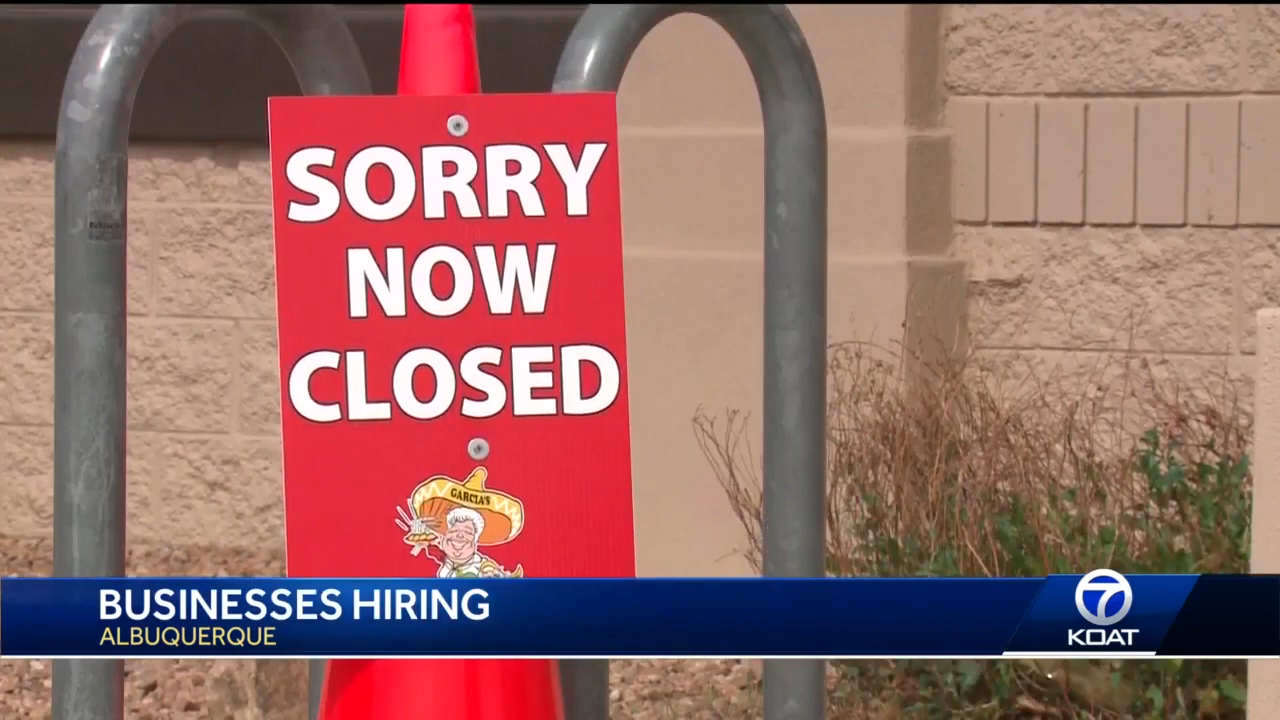 SORRY
NOW
CLOSED
GARCIA'S
BUSINESSES HIRING
ALBUQUERQUE
7
KOAT